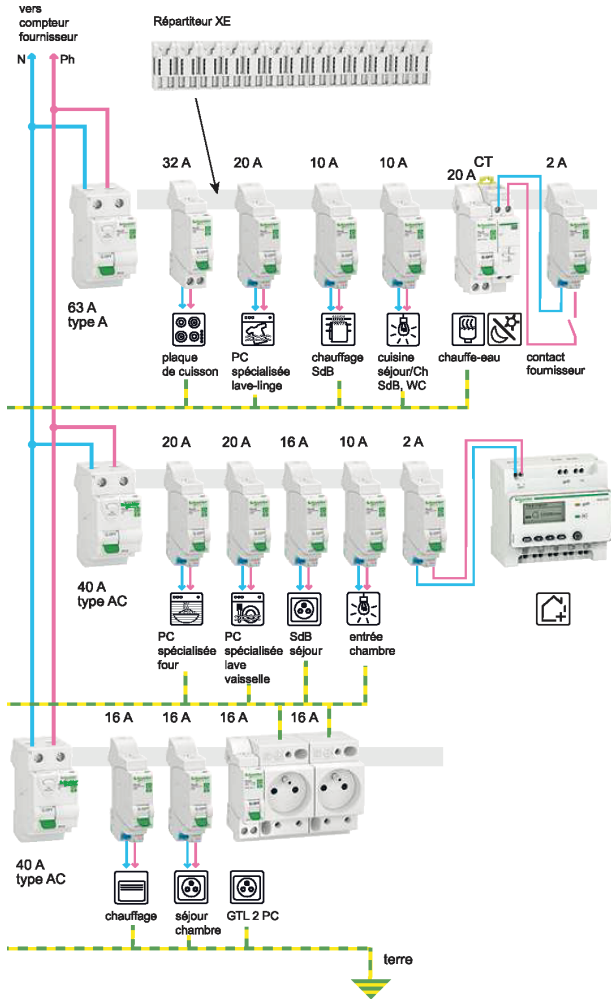 vers
compteur
fournisseur
N
Ph
Répartiteur XE
32 A
20 A
10 A
10 A
CT
20 A
2 A
63 A
type A
plaque
de cuisson
PC
spécialisée
lave-linge
chauffage
SdB
cuisine
séjour/Ch
SdB, WC
chauffe-eau
contact
fournisseur
20 A
20 A
16 A
10 A
2 A
40 A
type AC
PC
spécialisée
four
PC
spécialisée
lave
vaisselle
SdB
séjour
entrée
chambre
16 A
16 A
16 A
16 A
40 A
type AC
chauffage
séjour
chambre
GTL 2 PC
terre